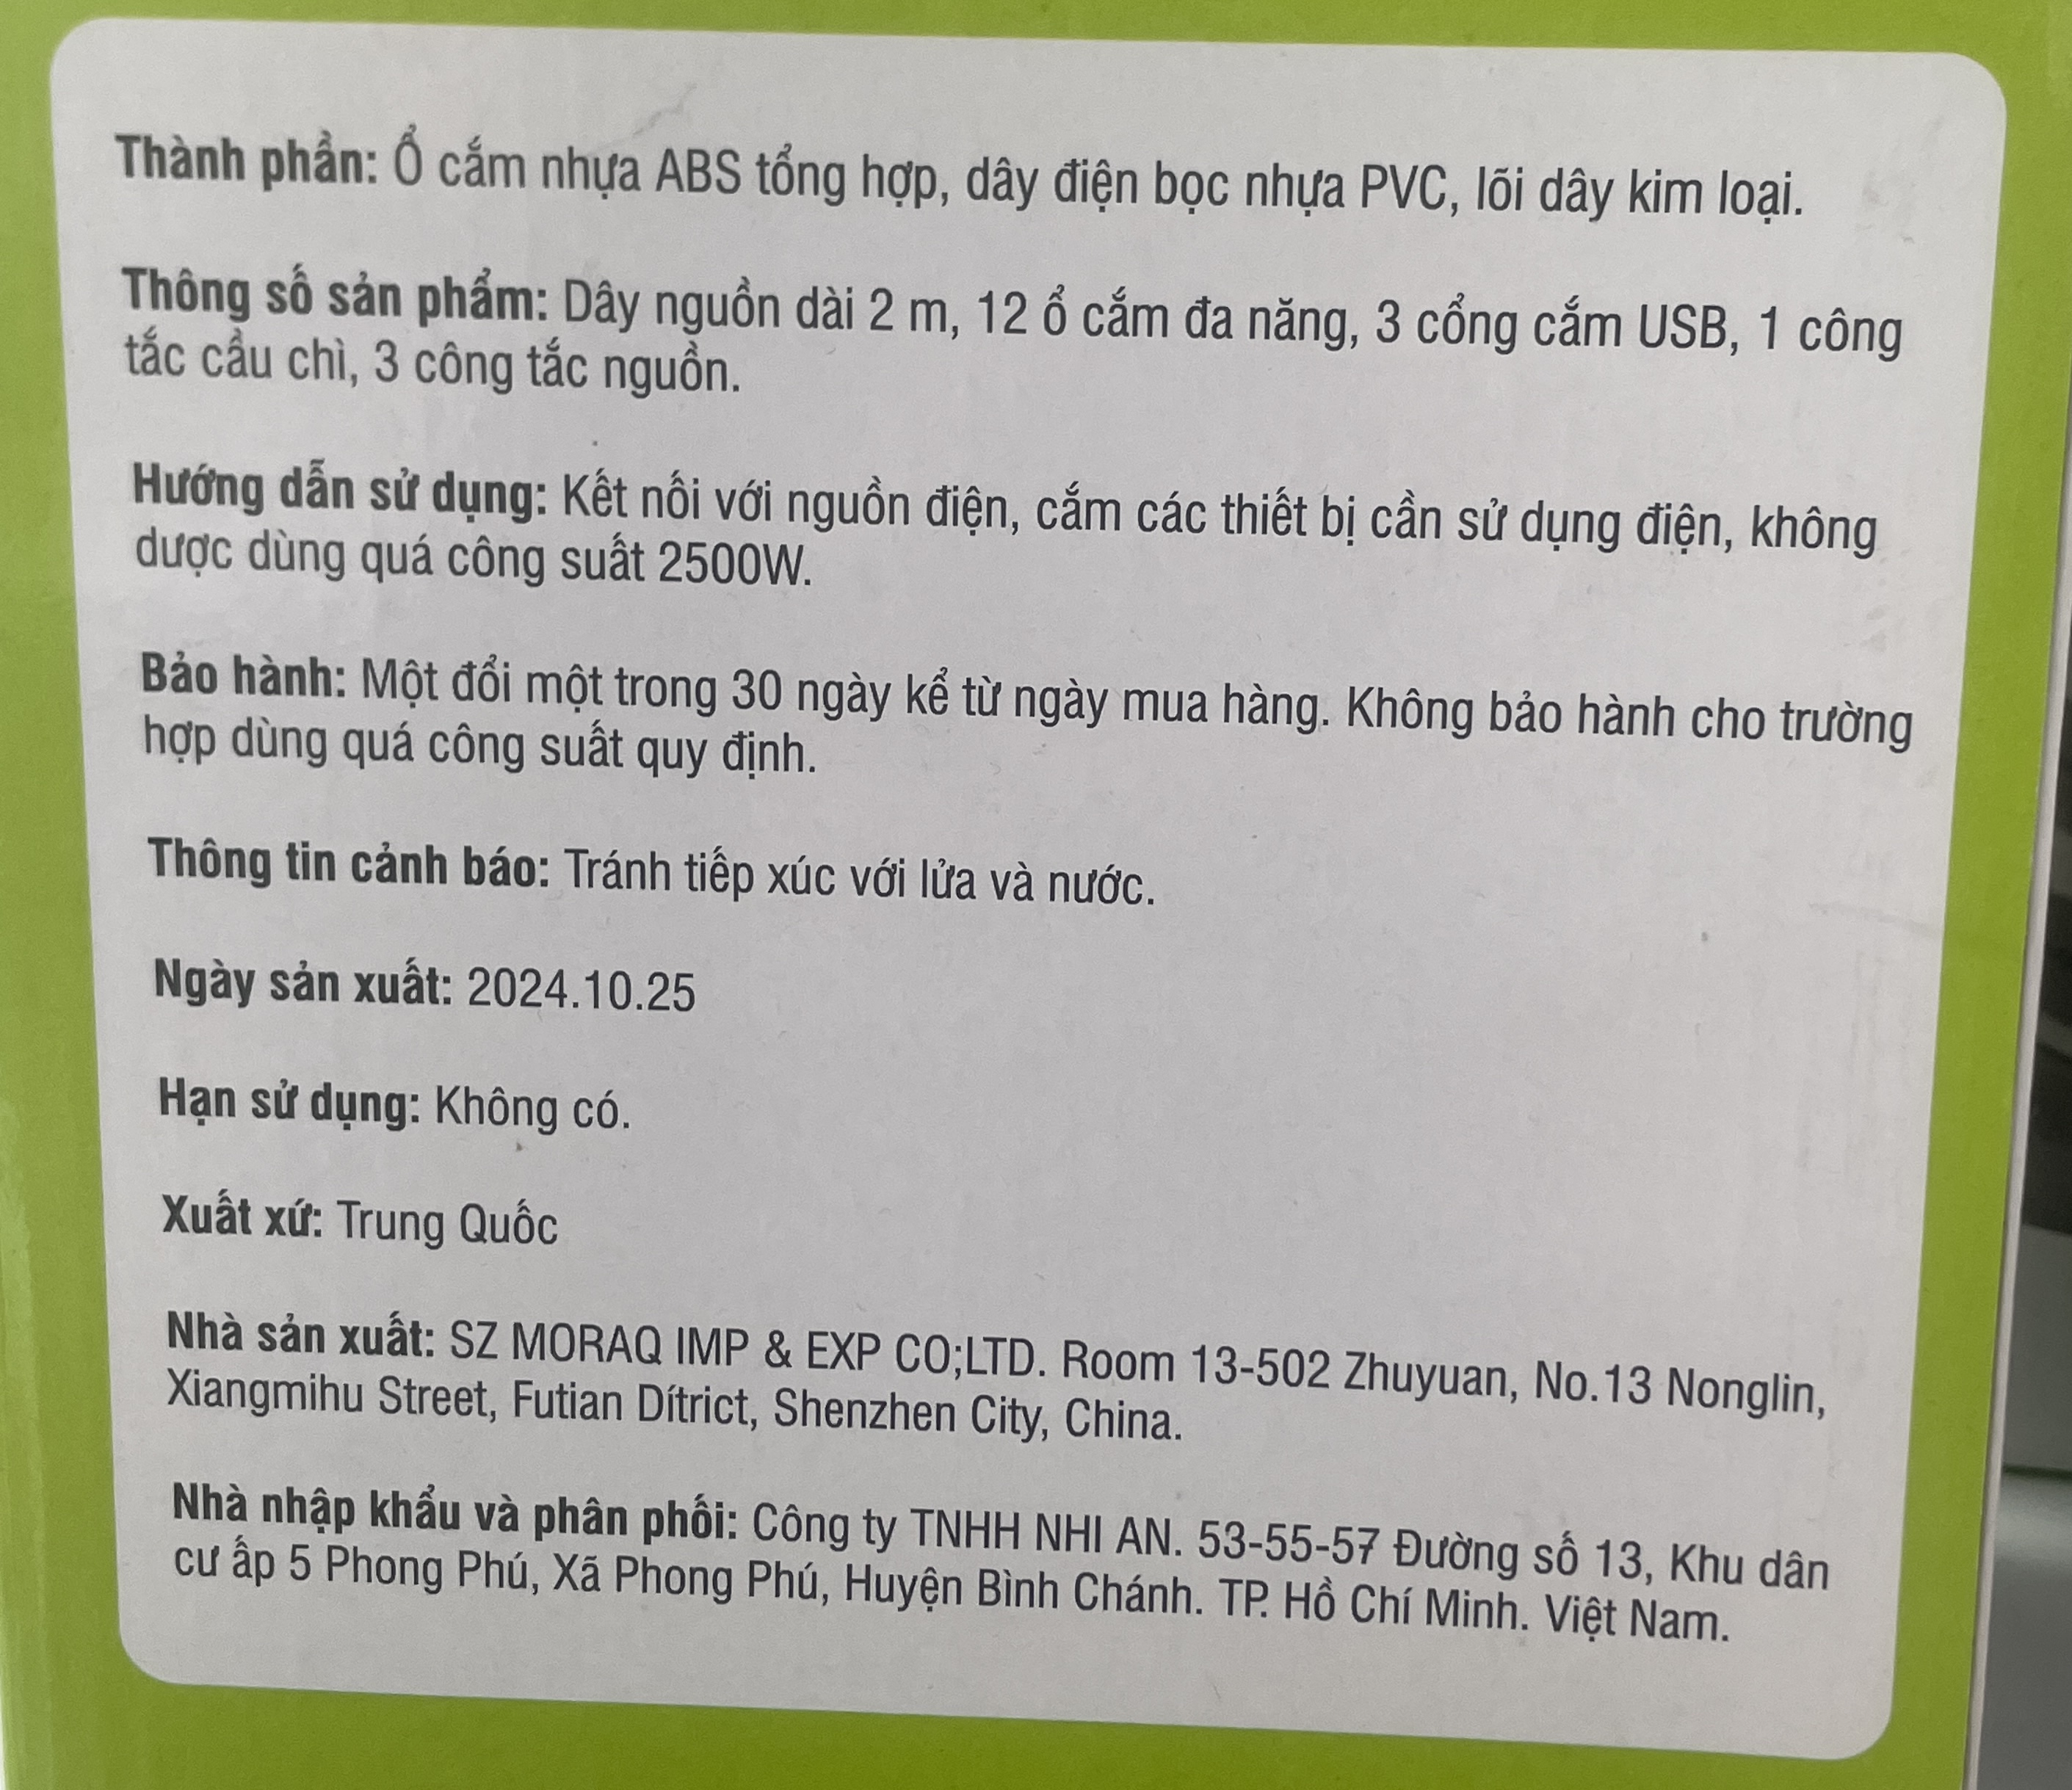 Thành phần: Ổ cắm nhựa ABS tổng hợp, dây điện bọc nhựa PVC, lõi dây kim loại.
Thông số sản phẩm: Dây nguồn dài 2 m, 12 ổ cắm đa năng, 3 cổng cắm USB, 1 công
tắc cầu chì, 3 công tắc nguồn.
Hướng dẫn sử dụng: Kết nối với nguồn điện, cắm các thiết bị cần sử dụng điện, không
dược dùng quá công suất 2500W.
Bảo hành: Một đổi một trong 30 ngày kể từ ngày mua hàng. Không bảo hành cho trường
hợp dùng quá công suất quy định.
Thông tin cảnh báo: Tránh tiếp xúc với lửa và nước.
Ngày sản xuất: 2024.10.25
Hạn sử dụng: Không có.
Xuất xứ: Trung Quốc
Nhà sản xuất: SZ MORAQ IMP & EXP CO;LTD. Room 13-502 Zhuyuan, No.13 Nonglin,
Xiangmihu Street, Futian Dítrict, Shenzhen City, China.
Nhà nhập khẩu và phân phối: Công ty TNHH NHI AN. 53-55-57 Đường số 13, Khu dân
cư ấp 5 Phong Phú, Xã Phong Phú, Huyện Bình Chánh. TP. Hồ Chí Minh. Việt Nam.